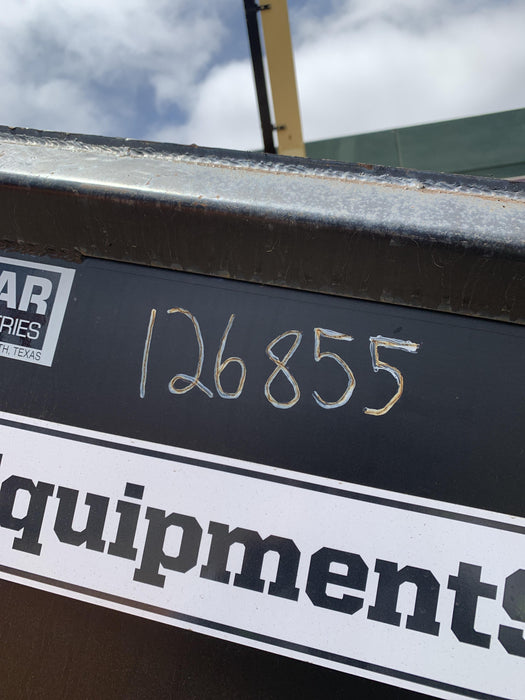 AR
RIES
TH, TEXAS
126855
quipments